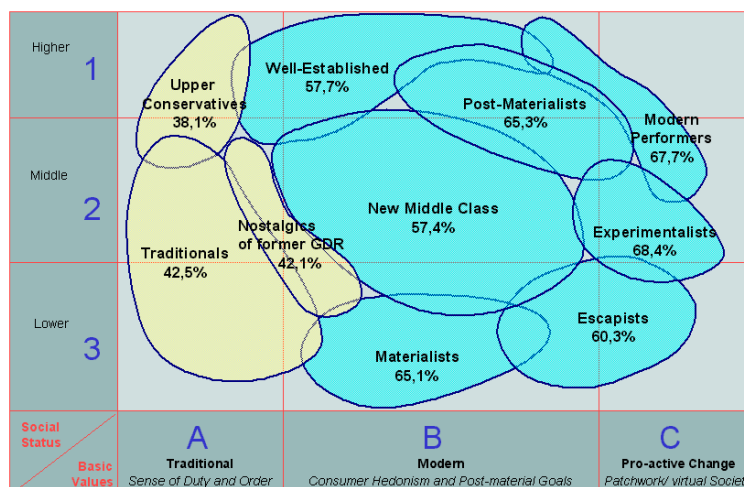 Higher
1
Upper
Conservatives
38,1%
Well-Established
57,7%
Post-Materialists
65,3%
Modern
Performers
67,7%
Middle
2
Traditionals
42,5%
Nostalgics
of former GDR
42,1%
New Middle Class
57,4%
Experimentalists
68,4%
Lower
3
Materialists
65,1%
Escapists
60,3%
Social
Status
Basic
Values
A
B
C
Traditional
Modern
Pro-active Change
Sense of Duty and Order
Consumer Hedonism and Post-material Goals
Patchwork/ virtual Societ